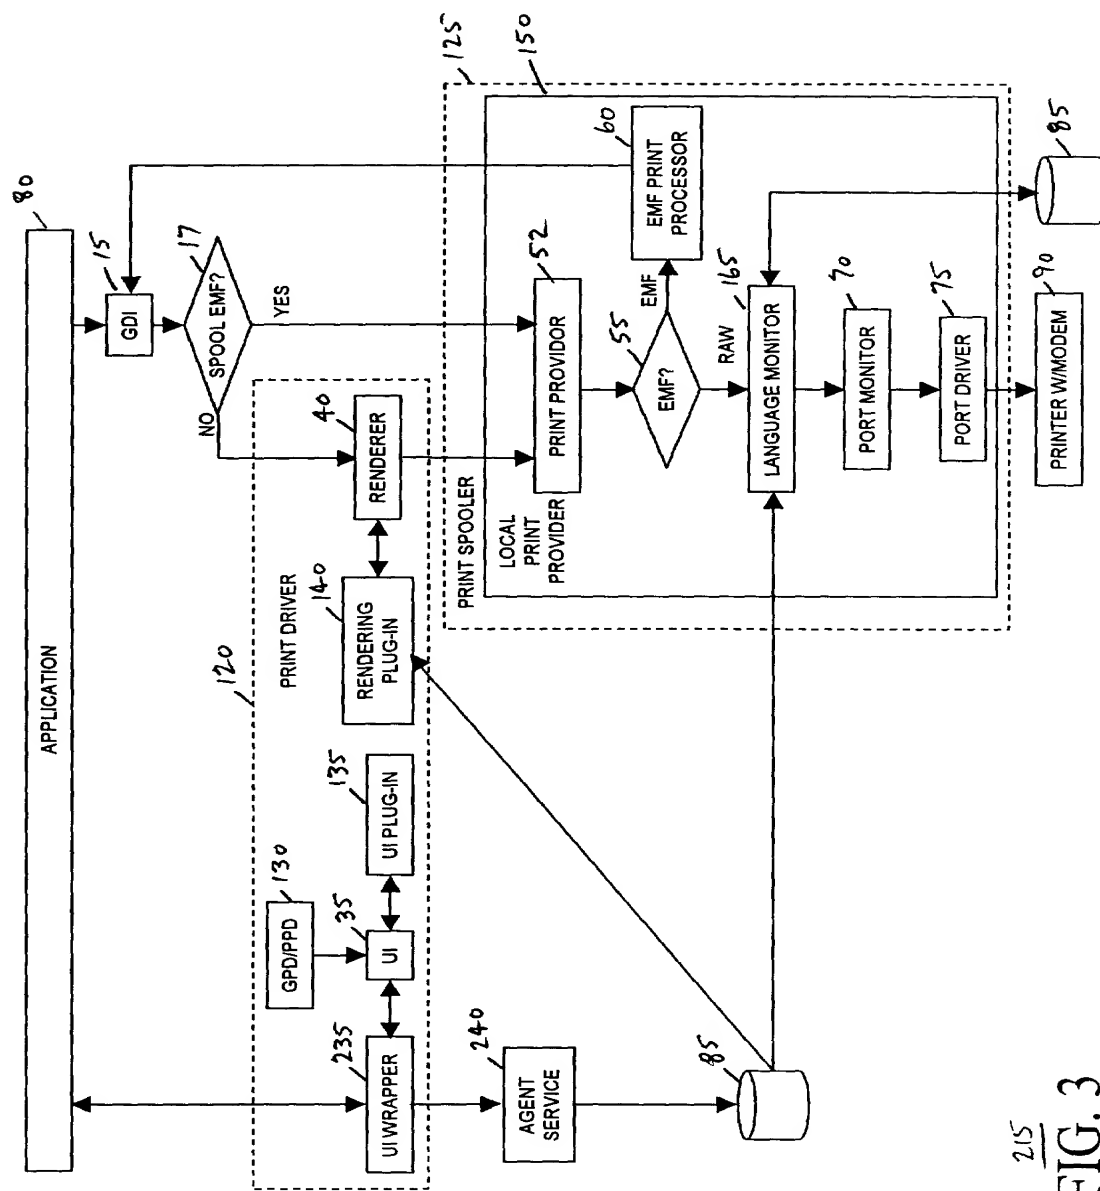 80
APPLICATION
15
GDI
17
SPOOL EMF?
NO
YES
120
PRINT DRIVER
130
GPD/PPD
235
UI WRAPPER
35
UI
135
UI PLUG-IN
140
RENDERING
PLUG-IN
40
RENDERER
125
PRINT SPOOLER
150
LOCAL
PRINT
PROVIDER
52
PRINT PROVIDOR
240
AGENT
SERVICE
55
EMF?
EMF
60
EMF PRINT
PROCESSOR
RAW
165
LANGUAGE MONITOR
85
70
PORT MONITOR
75
PORT DRIVER
90
PRINTER W/MODEM
85
215
FIG. 3